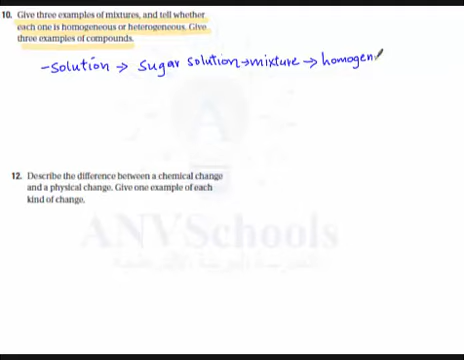 10. Give three examples of mixtures, and tell whether
each one is homogeneous or heterogeneous. Give
three examples of compounds.
-solution → sugar solution→mixture → homogen
12. Describe the difference between a chemical change
and a physical change. Give one example of each
kind of change.
ANVSchools